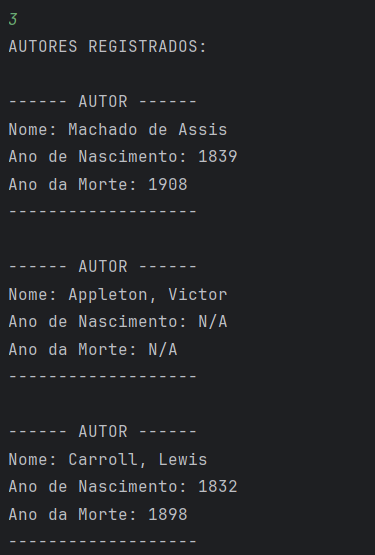 3
AUTORES REGISTRADOS:
------ AUTOR ------
Nome: Machado de Assis
Ano de Nascimento: 1839
Ano da Morte: 1908
-------------------
------ AUTOR ------
Nome: Appleton, Victor
Ano de Nascimento: N/A
Ano da Morte: N/A
-------------------
------ AUTOR ------
Nome: Carroll, Lewis
Ano de Nascimento: 1832
Ano da Morte: 1898
-------------------